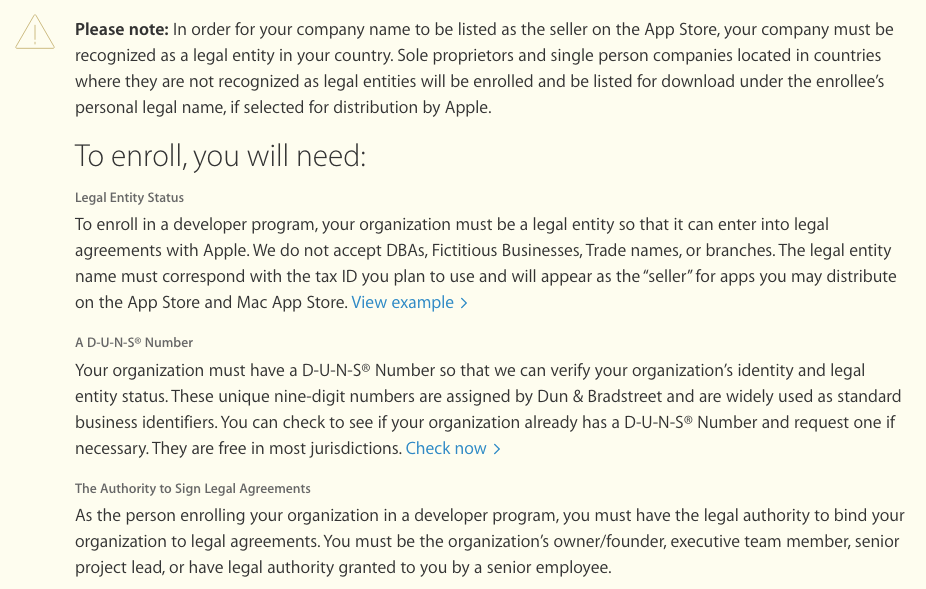 Please note: In order for your company name to be listed as the seller on the App Store, your company must be
recognized as a legal entity in your country. Sole proprietors and single person companies located in countries
where they are not recognized as legal entities will be enrolled and be listed for download under the enrollee's
personal legal name, if selected for distribution by Apple.
To enroll, you will need:
Legal Entity Status
To enroll in a developer program, your organization must be a legal entity so that it can enter into legal
agreements with Apple. We do not accept DBAs, Fictitious Businesses, Trade names, or branches. The legal entity
name must correspond with the tax ID you plan to use and will appear as the “seller” for apps you may distribute
on the App Store and Mac App Store. View example >
A D-U-N-S® Number
Your organization must have a D-U-N-S® Number so that we can verify your organization's identity and legal
entity status. These unique nine-digit numbers are assigned by Dun & Bradstreet and are widely used as standard
business identifiers. You can check to see if your organization already has a D-U-N-S® Number and request one if
necessary. They are free in most jurisdictions. Check now >
The Authority to Sign Legal Agreements
As the person enrolling your organization in a developer program, you must have the legal authority to bind your
organization to legal agreements. You must be the organization's owner/founder, executive team member, senior
project lead, or have legal authority granted to you by a senior employee.